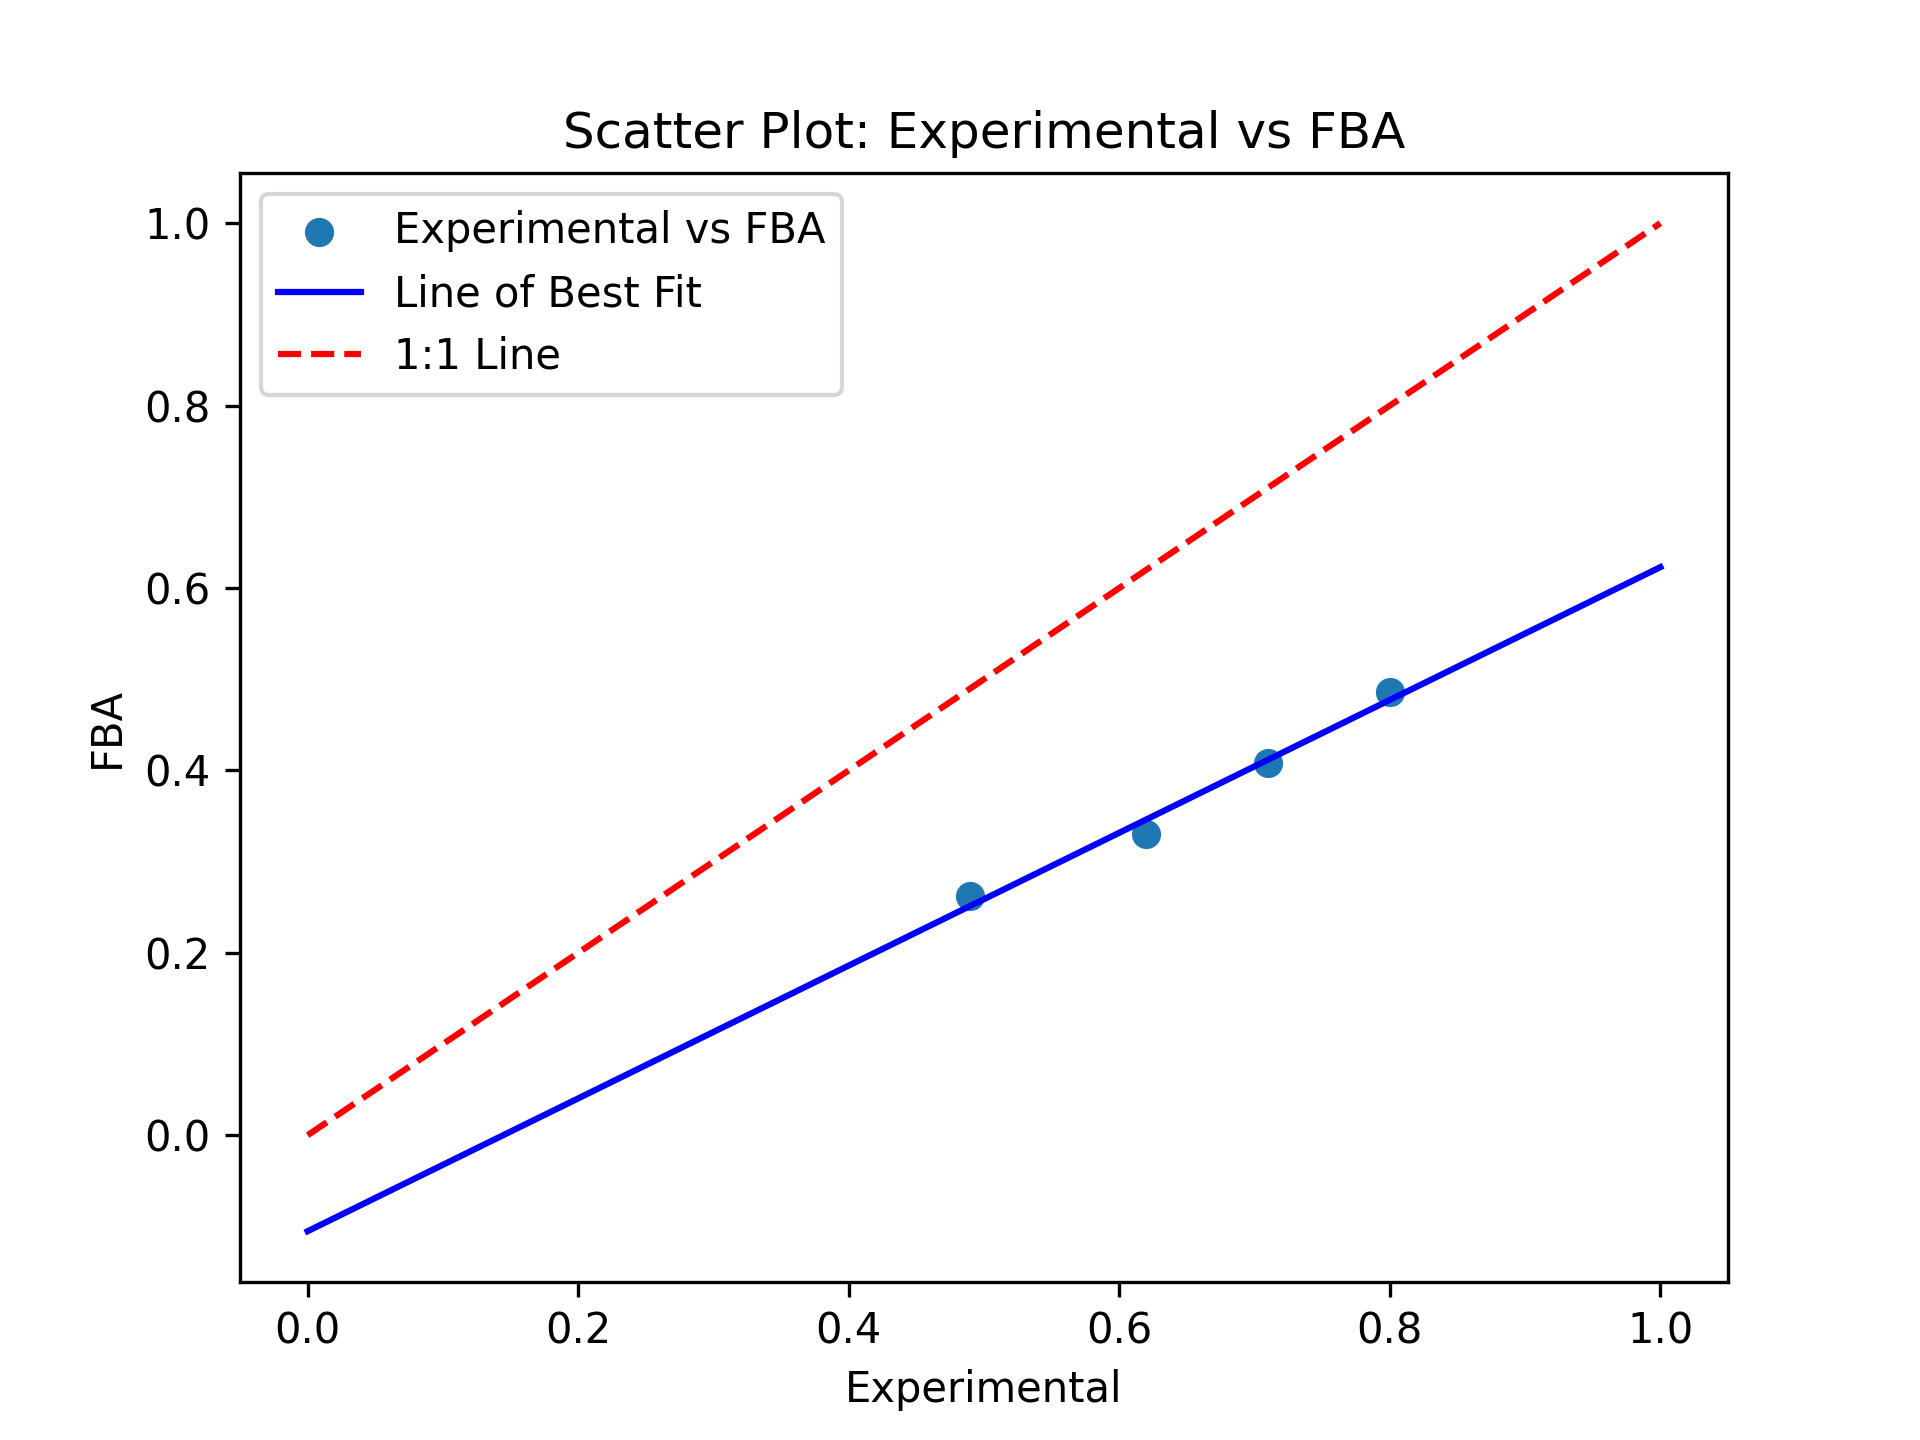 Scatter Plot: Experimental vs FBA
Experimental vs FBA
Line of Best Fit
1:1 Line
1.0
0.8
0.6
0.4
0.2
0.0
FBA
0.0 0.2 0.4 0.6 0.8 1.0
Experimental